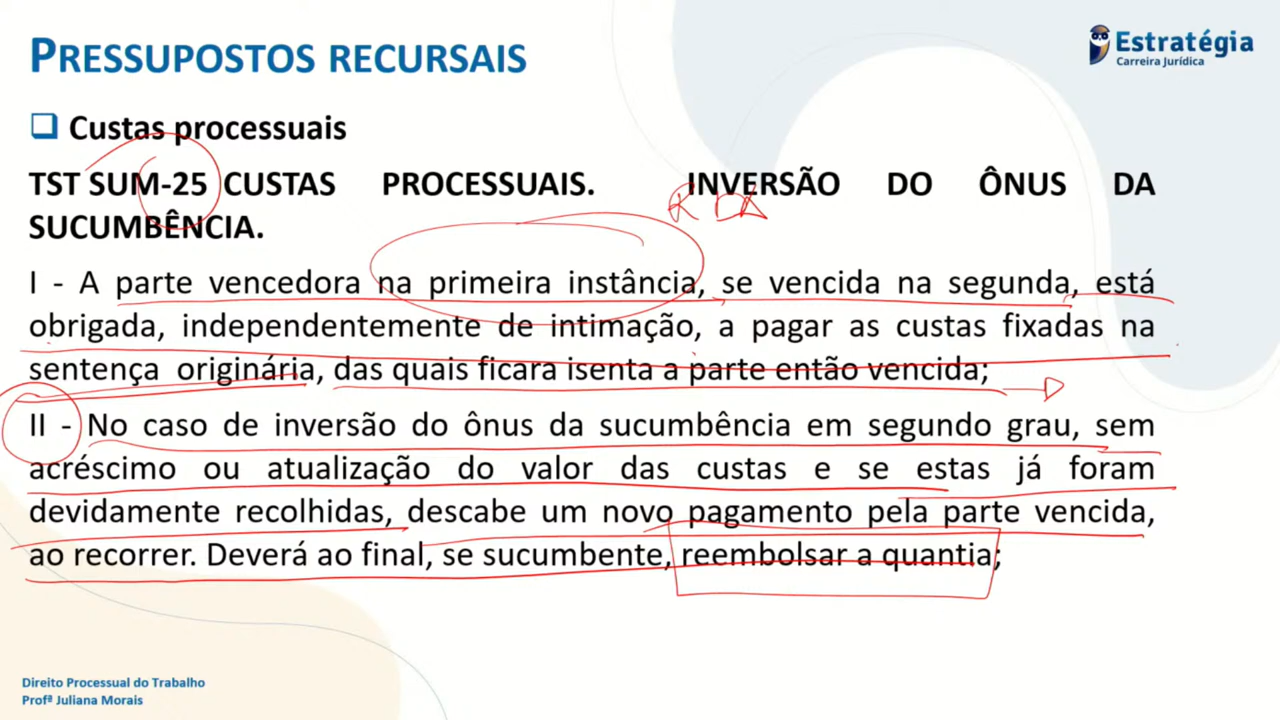 PRESSUPOSTOS RECURSAIS
Estratégia
Carreira Jurídica
Custas processuais
TST SUM-25 CUSTAS PROCESSUAIS. INVERSÃO DO ÔNUS DA
SUCUMBÊNCIA.
I - A parte vencedora na primeira instância, se vencida na segunda, está
obrigada, independentemente de intimação, a pagar as custas fixadas na
sentença originária, das quais ficara isenta a parte então vencida;
II - No caso de inversão do ônus da sucumbência em segundo grau, sem
acréscimo ou atualização do valor das custas e se estas já foram
devidamente recolhidas, descabe um novo pagamento pela parte vencida,
ao recorrer. Deverá ao final, se sucumbente, reembolsar a quantia;
Direito Processual do Trabalho
Profª Juliana Morais